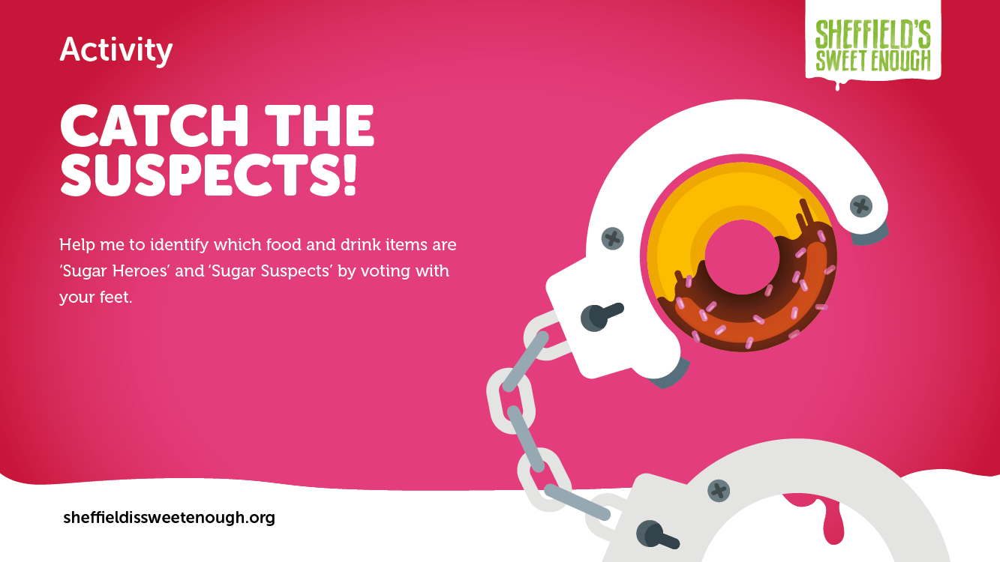 Activity
SHEFFIELD'S
SWEET ENOUGH
CATCH THE
SUSPECTS!
Help me to identify which food and drink items are
‘Sugar Heroes’ and ‘Sugar Suspects’ by voting with
your feet.
sheffieldissweetenough.org